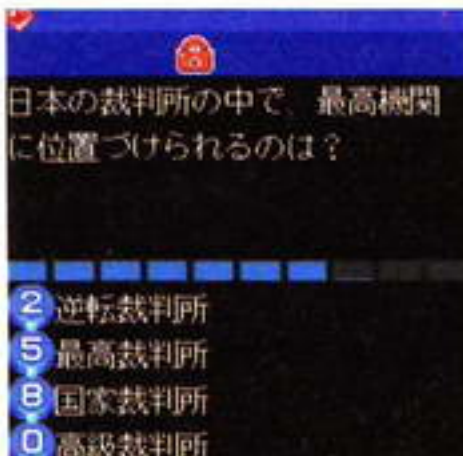 日本の裁判所の中で、最高機関
に位置づけられるのは?
2 逆転裁判所
5 最高裁判所
8 国家裁判所
0 高級裁判所